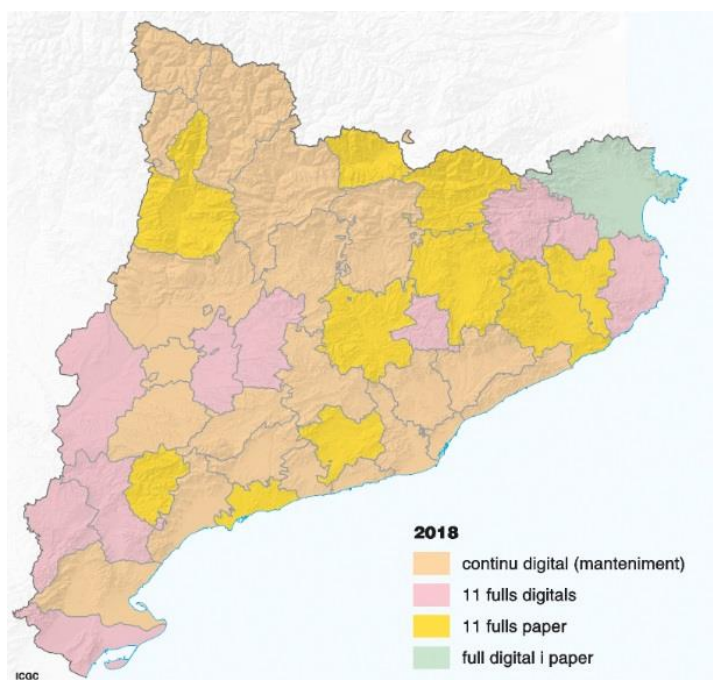 2018
continu digital (manteniment)
11 fulls digitals
11 fulls paper
full digital i paper
ICGC